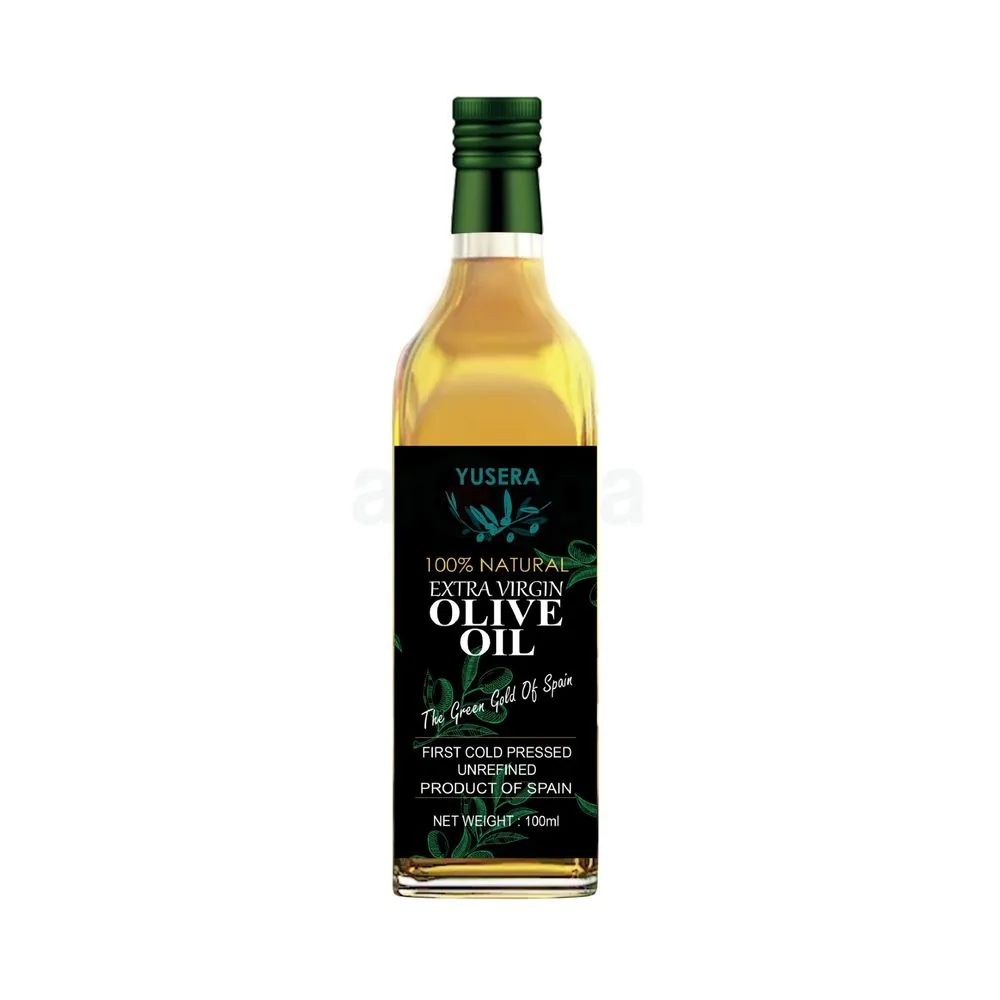 YUSERA
100% NATURAL
EXTRA VIRGIN
OLIVE
OIL
The Green Gold Of Spain
FIRST COLD PRESSED
UNREFINED
PRODUCT OF SPAIN
NET WEIGHT : 100ml